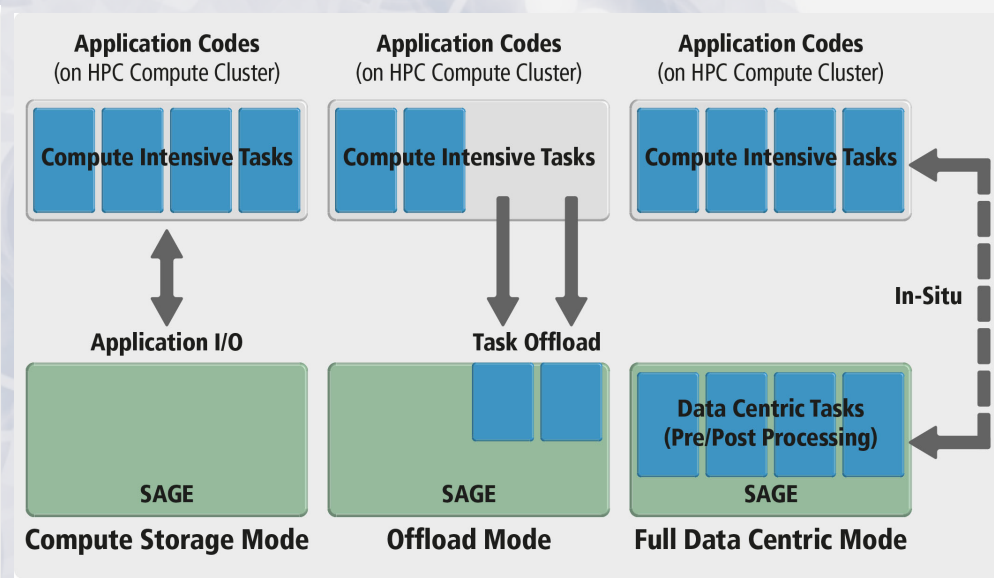 Application Codes
(on HPC Compute Cluster)
Compute Intensive Tasks
Application I/O
SAGE
Compute Storage Mode
Application Codes
(on HPC Compute Cluster)
Compute Intensive Tasks
Task Offload
SAGE
Offload Mode
Application Codes
(on HPC Compute Cluster)
Compute Intensive Tasks
In-Situ
Data Centric Tasks
(Pre/Post Processing)
SAGE
Full Data Centric Mode